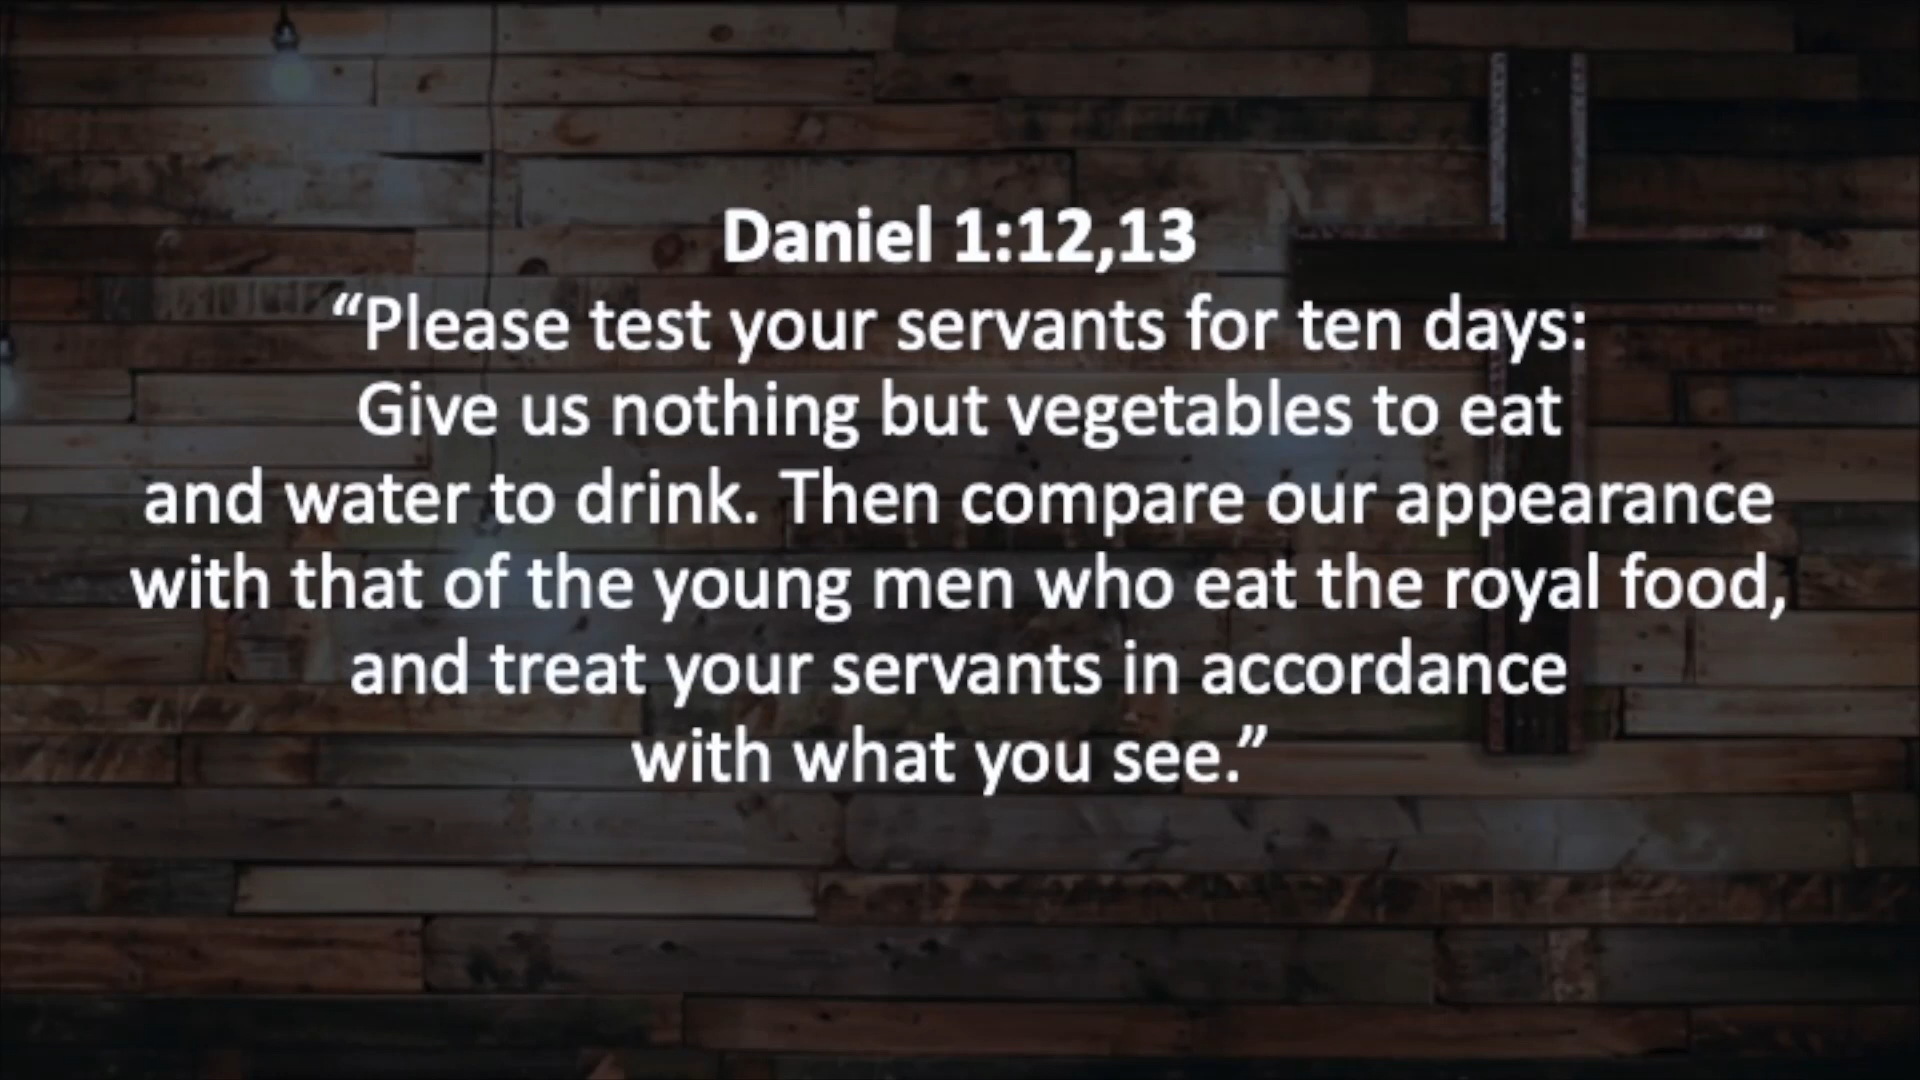 Daniel 1:12,13
“Please test your servants for ten days:
Give us nothing but vegetables to eat
and water to drink. Then compare our appearance
with that of the young men who eat the royal food,
and treat your servants in accordance
with what you see.”